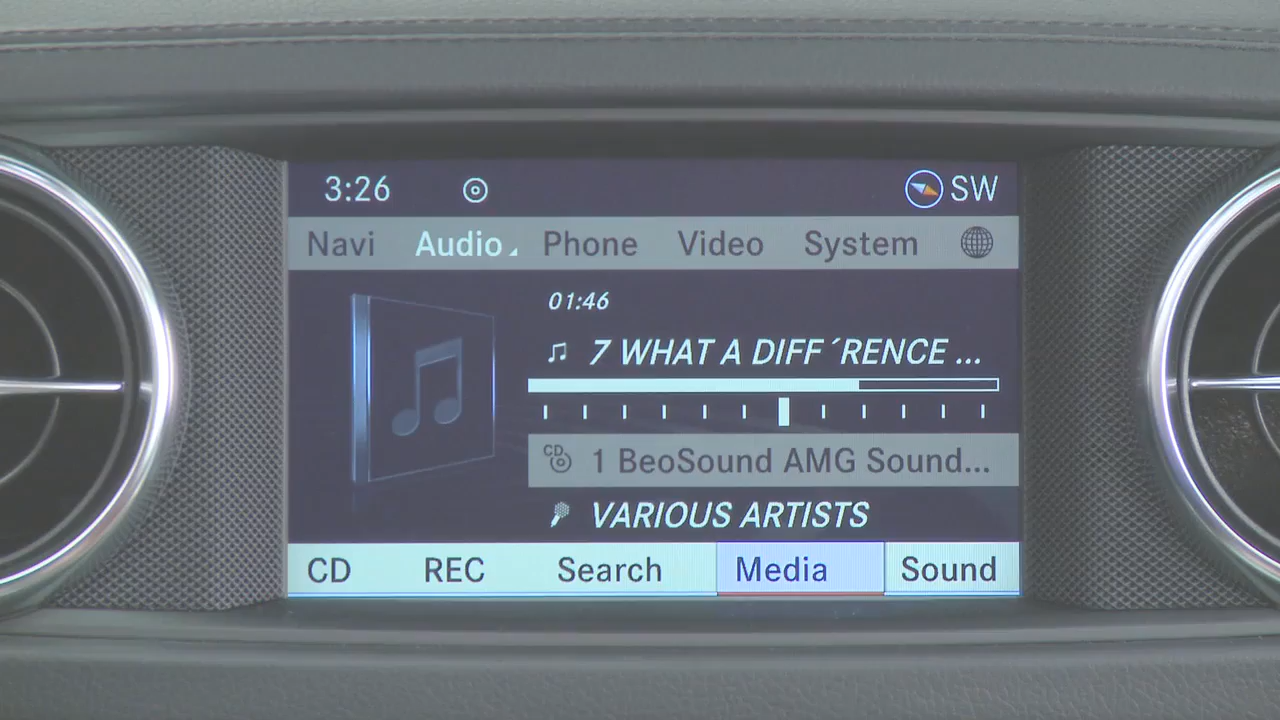 3:26 SW
Navi Audio Phone Video System
01:46
7 WHAT A DIFF´RENCE ...
CD 1 BeoSound AMG Sound...
VARIOUS ARTISTS
CD REC Search Media Sound